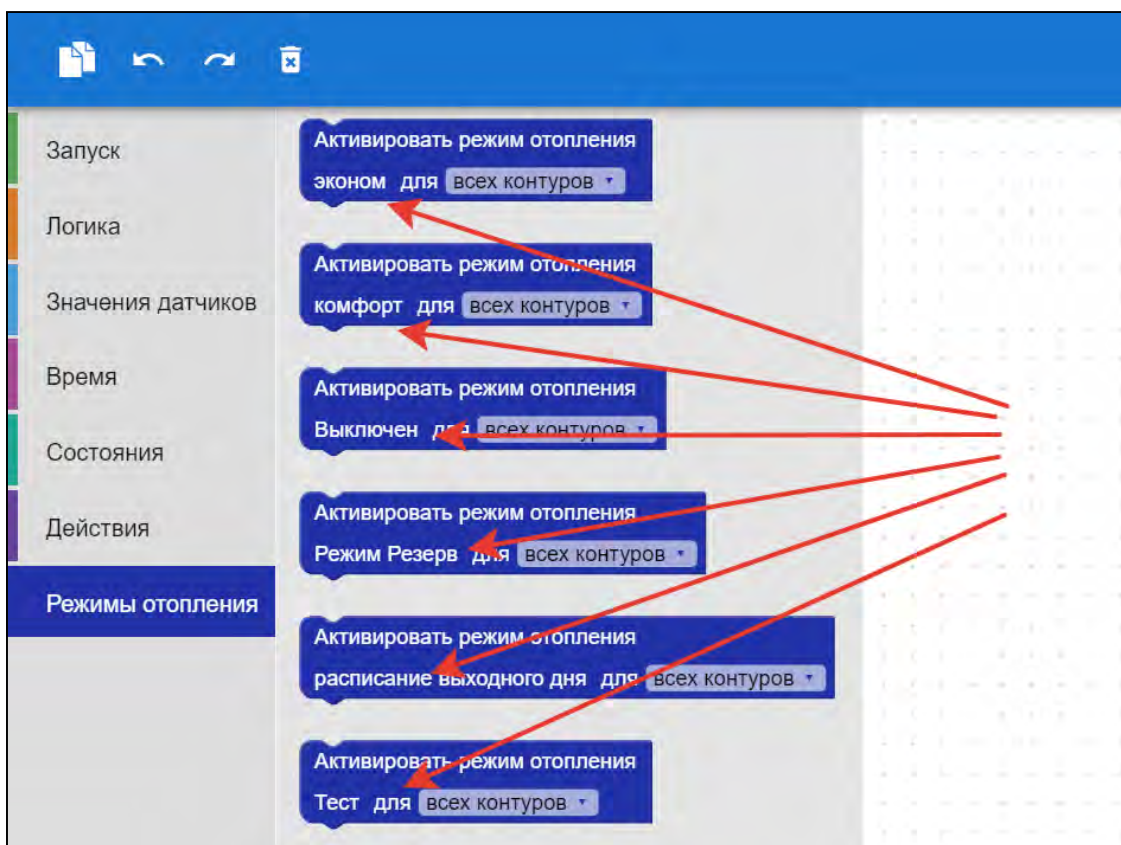 Запуск
Логика
Значения датчиков
Время
Состояния
Действия
Режимы отопления
Активировать режим отопления
эконом для всех контуров
Активировать режим отопления
комфорт для всех контуров
Активировать режим отопления
Выключен для всех контуров
Активировать режим отопления
Режим Резерв для всех контуров
Активировать режим отопления
расписание выходного дня для всех контуров
Активировать режим отопления
Тест для всех контуров